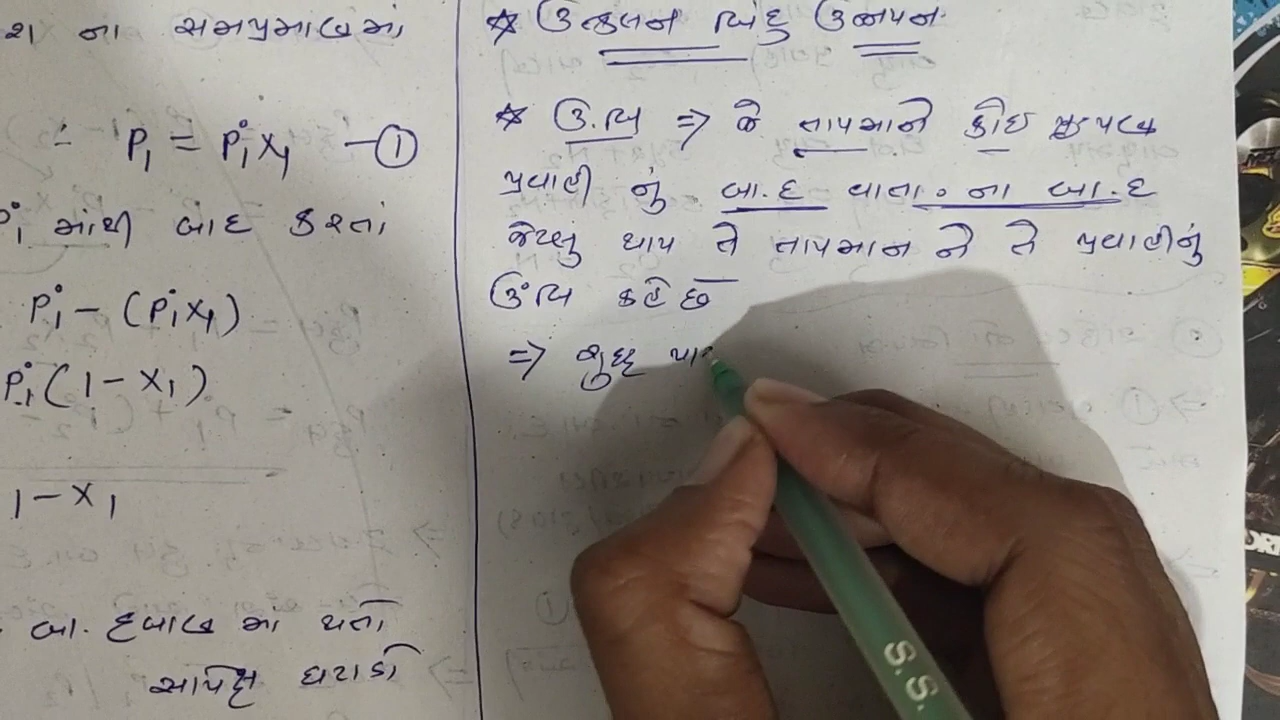 શ ના સમપ્રમાણમાં
∴ P₁ = P₁°X₁ —①
P₁° માંથી બાદ કરતાં
P₁° - (P₁°X₁)
P₁°(1 - X₁)
1 - X₁
બા. દબાણ માં થતો
સાપેક્ષ ઘટાડો
* ઉત્કલન બિંદુ ઉન્નયન
* ઉ.બિં ⇒ જે તાપમાને કોઇ
પ્રવાહી નું બા.દ વાતા. ના બા.દ
જેટલું થાય તે તાપમાન ને તે પ્રવાહીનું
ઉ.બિં કહે છે
⇒ શુદ્ધ પા
S.S.